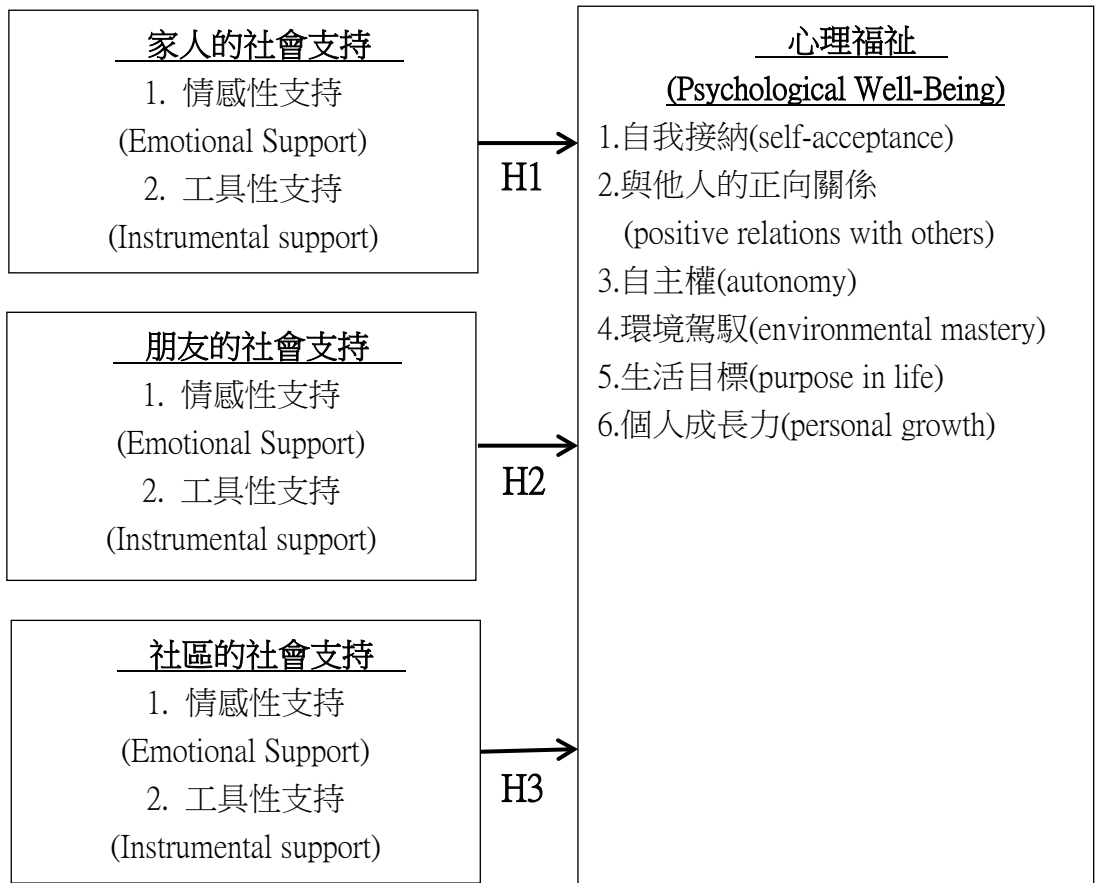 家人的社會支持
1. 情感性支持
(Emotional Support)
2. 工具性支持
(Instrumental support)
H1
朋友的社會支持
1. 情感性支持
(Emotional Support)
2. 工具性支持
(Instrumental support)
H2
社區的社會支持
1. 情感性支持
(Emotional Support)
2. 工具性支持
(Instrumental support)
H3
心理福祉
(Psychological Well-Being)
1.自我接納(self-acceptance)
2.與他人的正向關係
(positive relations with others)
3.自主權(autonomy)
4.環境駕馭(environmental mastery)
5.生活目標(purpose in life)
6.個人成長力(personal growth)